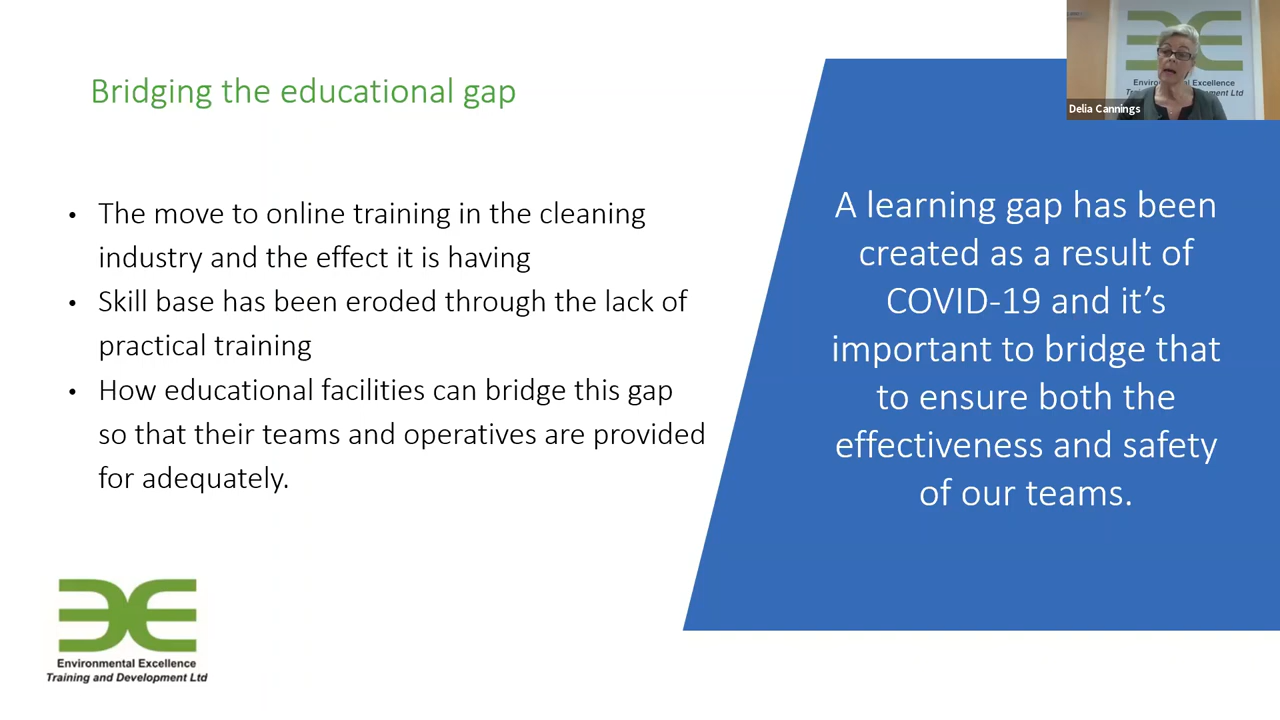 Bridging the educational gap
• The move to online training in the cleaning
industry and the effect it is having
• Skill base has been eroded through the lack of
practical training
• How educational facilities can bridge this gap
so that their teams and operatives are provided
for adequately.
A learning gap has been
created as a result of
COVID-19 and it’s
important to bridge that
to ensure both the
effectiveness and safety
of our teams.
Delia Cannings
Environmental Excellence
Training and Development Ltd